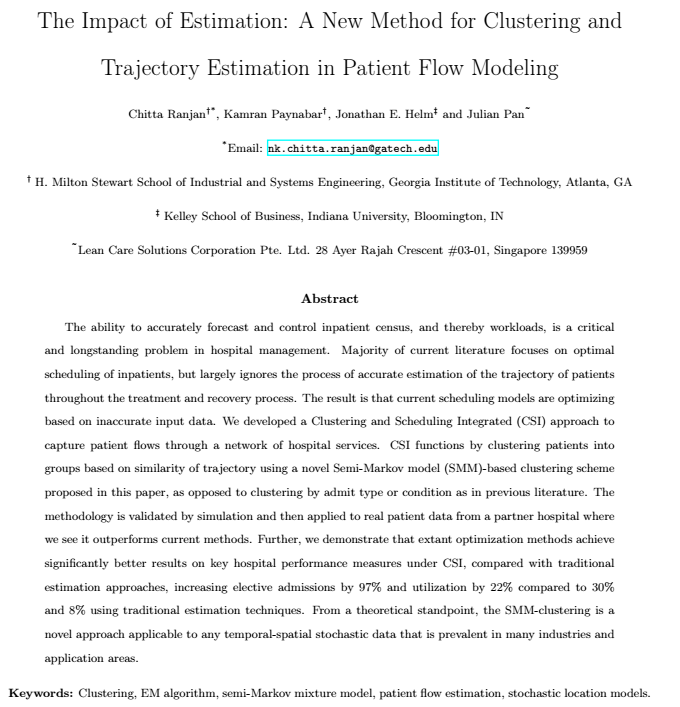 The Impact of Estimation: A New Method for Clustering and
Trajectory Estimation in Patient Flow Modeling
Chitta Ranjan†*, Kamran Paynabar†, Jonathan E. Helm‡ and Julian Pan˜
*Email: nk.chitta.ranjan@gatech.edu
† H. Milton Stewart School of Industrial and Systems Engineering, Georgia Institute of Technology, Atlanta, GA
‡ Kelley School of Business, Indiana University, Bloomington, IN
˜Lean Care Solutions Corporation Pte. Ltd. 28 Ayer Rajah Crescent #03-01, Singapore 139959
Abstract
The ability to accurately forecast and control inpatient census, and thereby workloads, is a critical
and longstanding problem in hospital management. Majority of current literature focuses on optimal
scheduling of inpatients, but largely ignores the process of accurate estimation of the trajectory of patients
throughout the treatment and recovery process. The result is that current scheduling models are optimizing
based on inaccurate input data. We developed a Clustering and Scheduling Integrated (CSI) approach to
capture patient flows through a network of hospital services. CSI functions by clustering patients into
groups based on similarity of trajectory using a novel Semi-Markov model (SMM)-based clustering scheme
proposed in this paper, as opposed to clustering by admit type or condition as in previous literature. The
methodology is validated by simulation and then applied to real patient data from a partner hospital where
we see it outperforms current methods. Further, we demonstrate that extant optimization methods achieve
significantly better results on key hospital performance measures under CSI, compared with traditional
estimation approaches, increasing elective admissions by 97% and utilization by 22% compared to 30%
and 8% using traditional estimation techniques. From a theoretical standpoint, the SMM-clustering is a
novel approach applicable to any temporal-spatial stochastic data that is prevalent in many industries and
application areas.
Keywords: Clustering, EM algorithm, semi-Markov mixture model, patient flow estimation, stochastic location models.